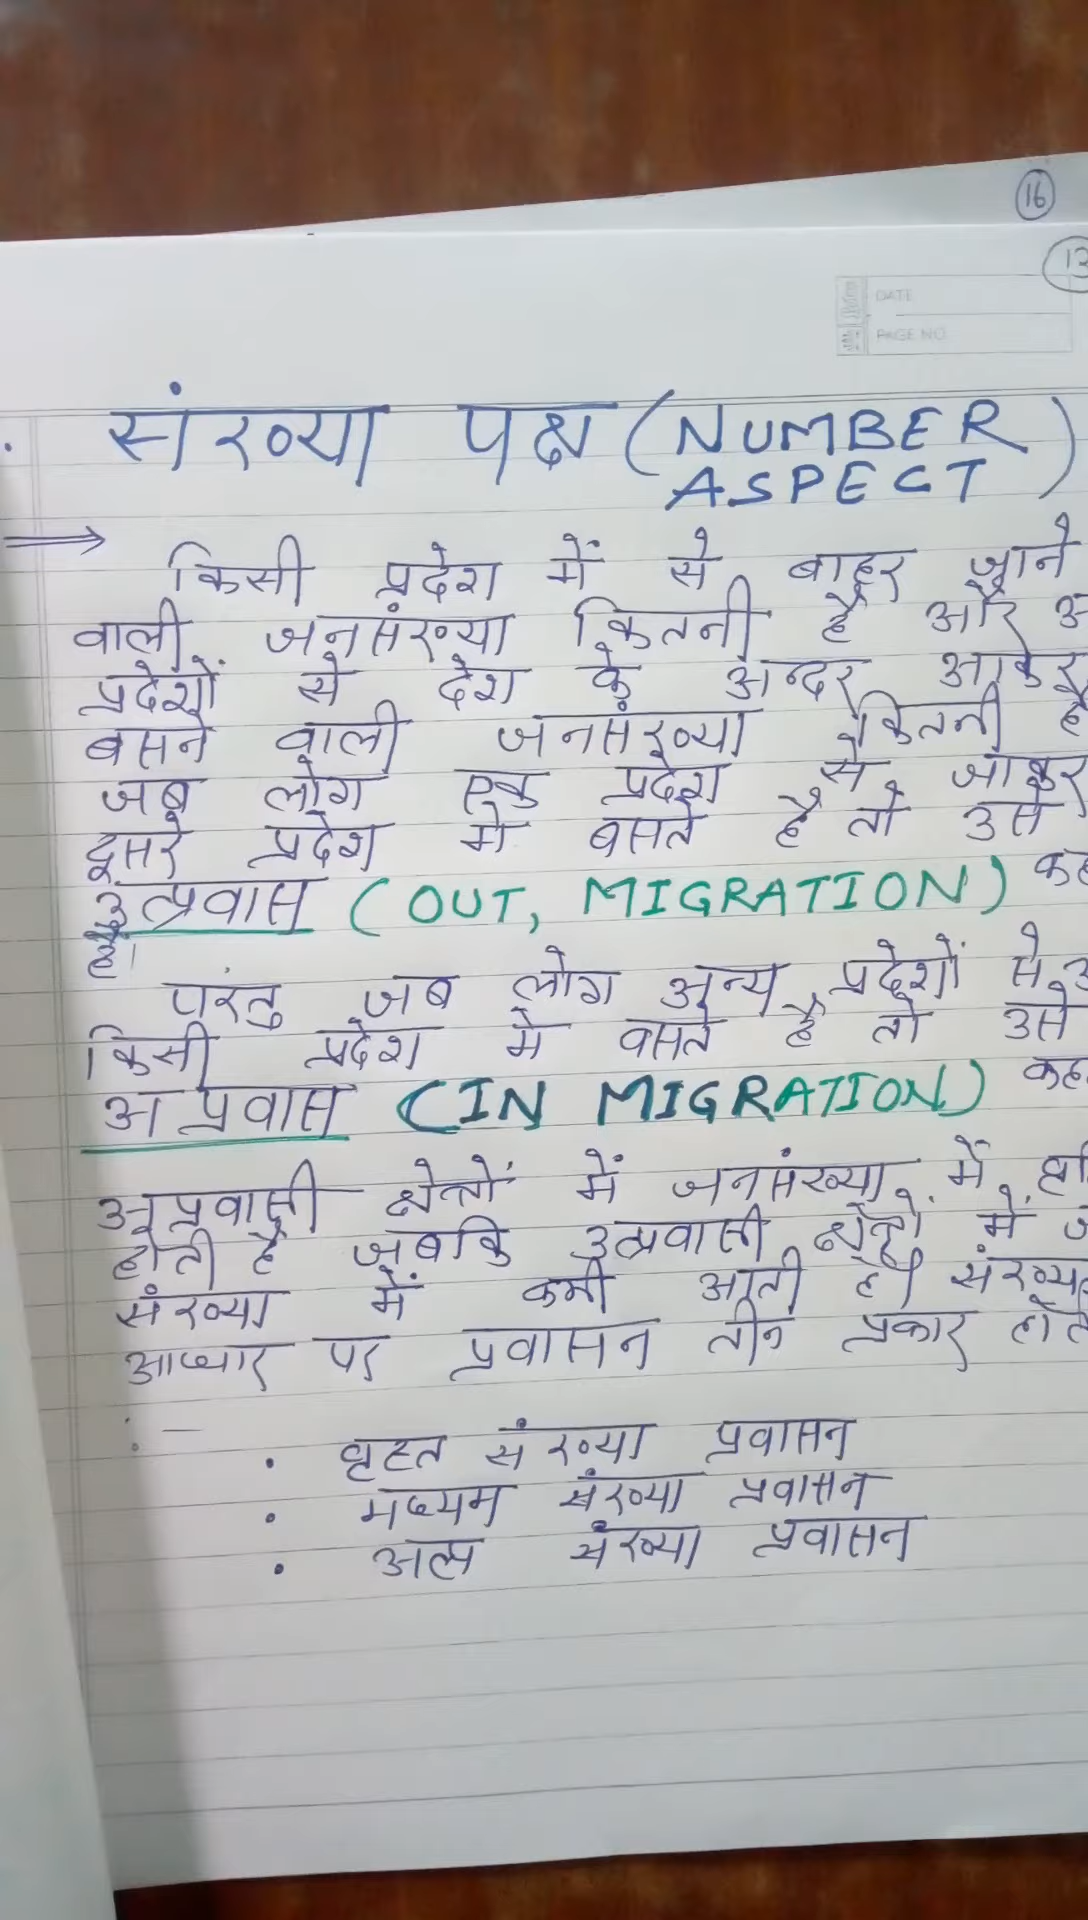 16
13
DATE
PAGE NO
संख्या पक्ष (NUMBER
ASPECT)
किसी प्रदेश में से बाहर जाने
वाली जनसंख्या कितनी है और
प्रदेशों से देश के अन्दर आकर
बसने वाली जनसंख्या कितनी है
जब लोग एक प्रदेश से जाकर
दूसरे प्रदेश में बसते है तो उसे
उत्प्रवास (OUT, MIGRATION)
है।
परंतु जब लोग अन्य प्रदेशों से
किसी प्रदेश मे बसते है तो उसे
अप्रवास (IN MIGRATION)
अप्रवासी क्षेत्रों में जनसंख्या में
होती है जबकि उत्प्रवासी क्षेत्रों में
संख्या में कमी आती है। संख्या
आधार पर प्रवासन तीन प्रकार
:-
• वृहत संख्या प्रवासन
• मध्यम संख्या प्रवासन
• अल्प संख्या प्रवासन